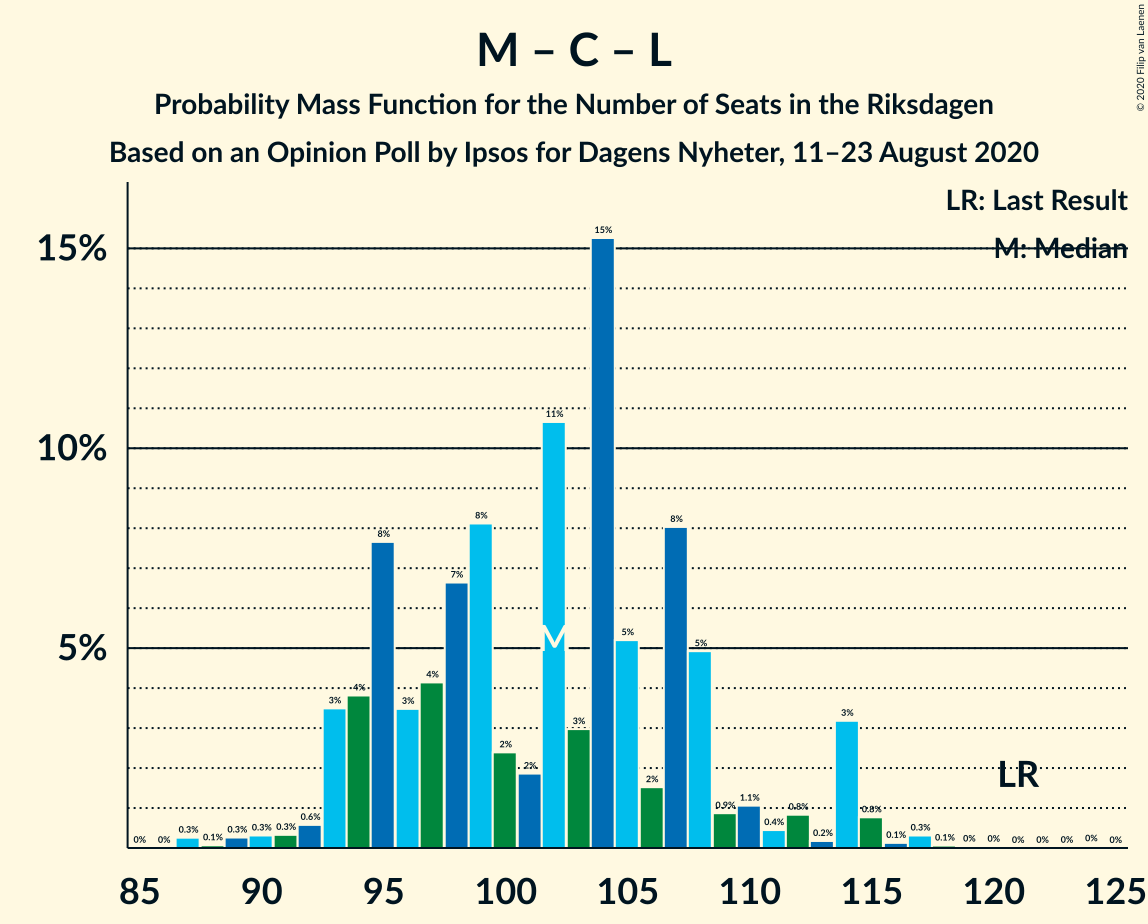 M – C – L
Probability Mass Function for the Number of Seats in the Riksdagen
Based on an Opinion Poll by Ipsos for Dagens Nyheter, 11–23 August 2020
© 2020 Filip van Laenen
LR: Last Result
M: Median
15%
10%
5%
0% 0% 0.3% 0.1% 0.3% 0.3% 0.3% 0.6% 3% 4% 8% 3% 4% 7% 8% 2% 2% 11% 3% 15% 5% 2% 8% 5% 0.9% 1.1% 0.4% 0.8% 0.2% 3% 0.8% 0.1% 0.3% 0.1% 0% 0% 0% 0% 0% 0% 0%
M
LR
85 90 95 100 105 110 115 120 125